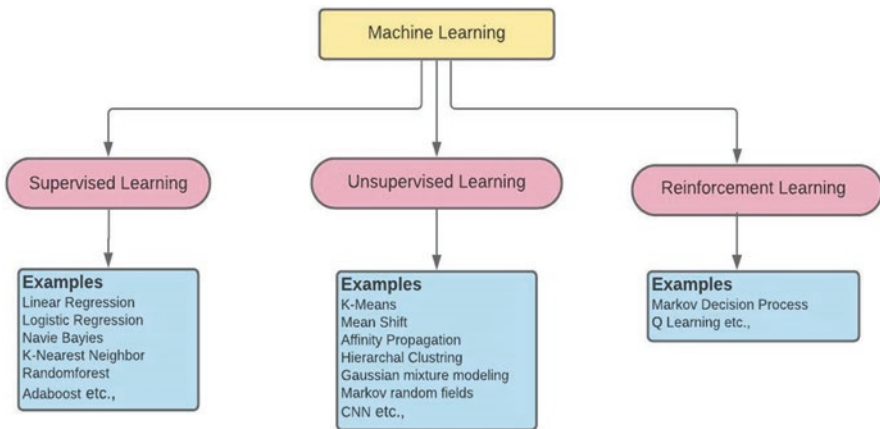 Machine Learning
Supervised Learning
Unsupervised Learning
Reinforcement Learning
Examples
Linear Regression
Logistic Regression
Navie Bayies
K-Nearest Neighbor
Randomforest
Adaboost etc.,
Examples
K-Means
Mean Shift
Affinity Propagation
Hierarchal Clustring
Gaussian mixture modeling
Markov random fields
CNN etc.,
Examples
Markov Decision Process
Q Learning etc.,